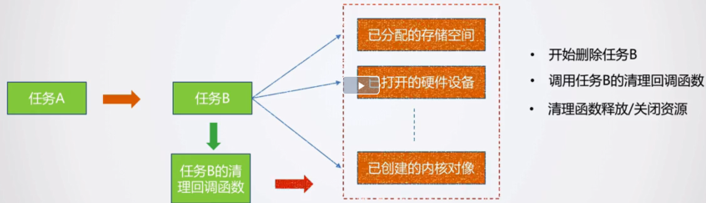 已分配的存储空间
开始删除任务B
任务A
任务B
打开的硬件设备
调用任务B的清理回调函数
清理函数释放/关闭资源
任务B的清
理回调函数
已创建的内核对像